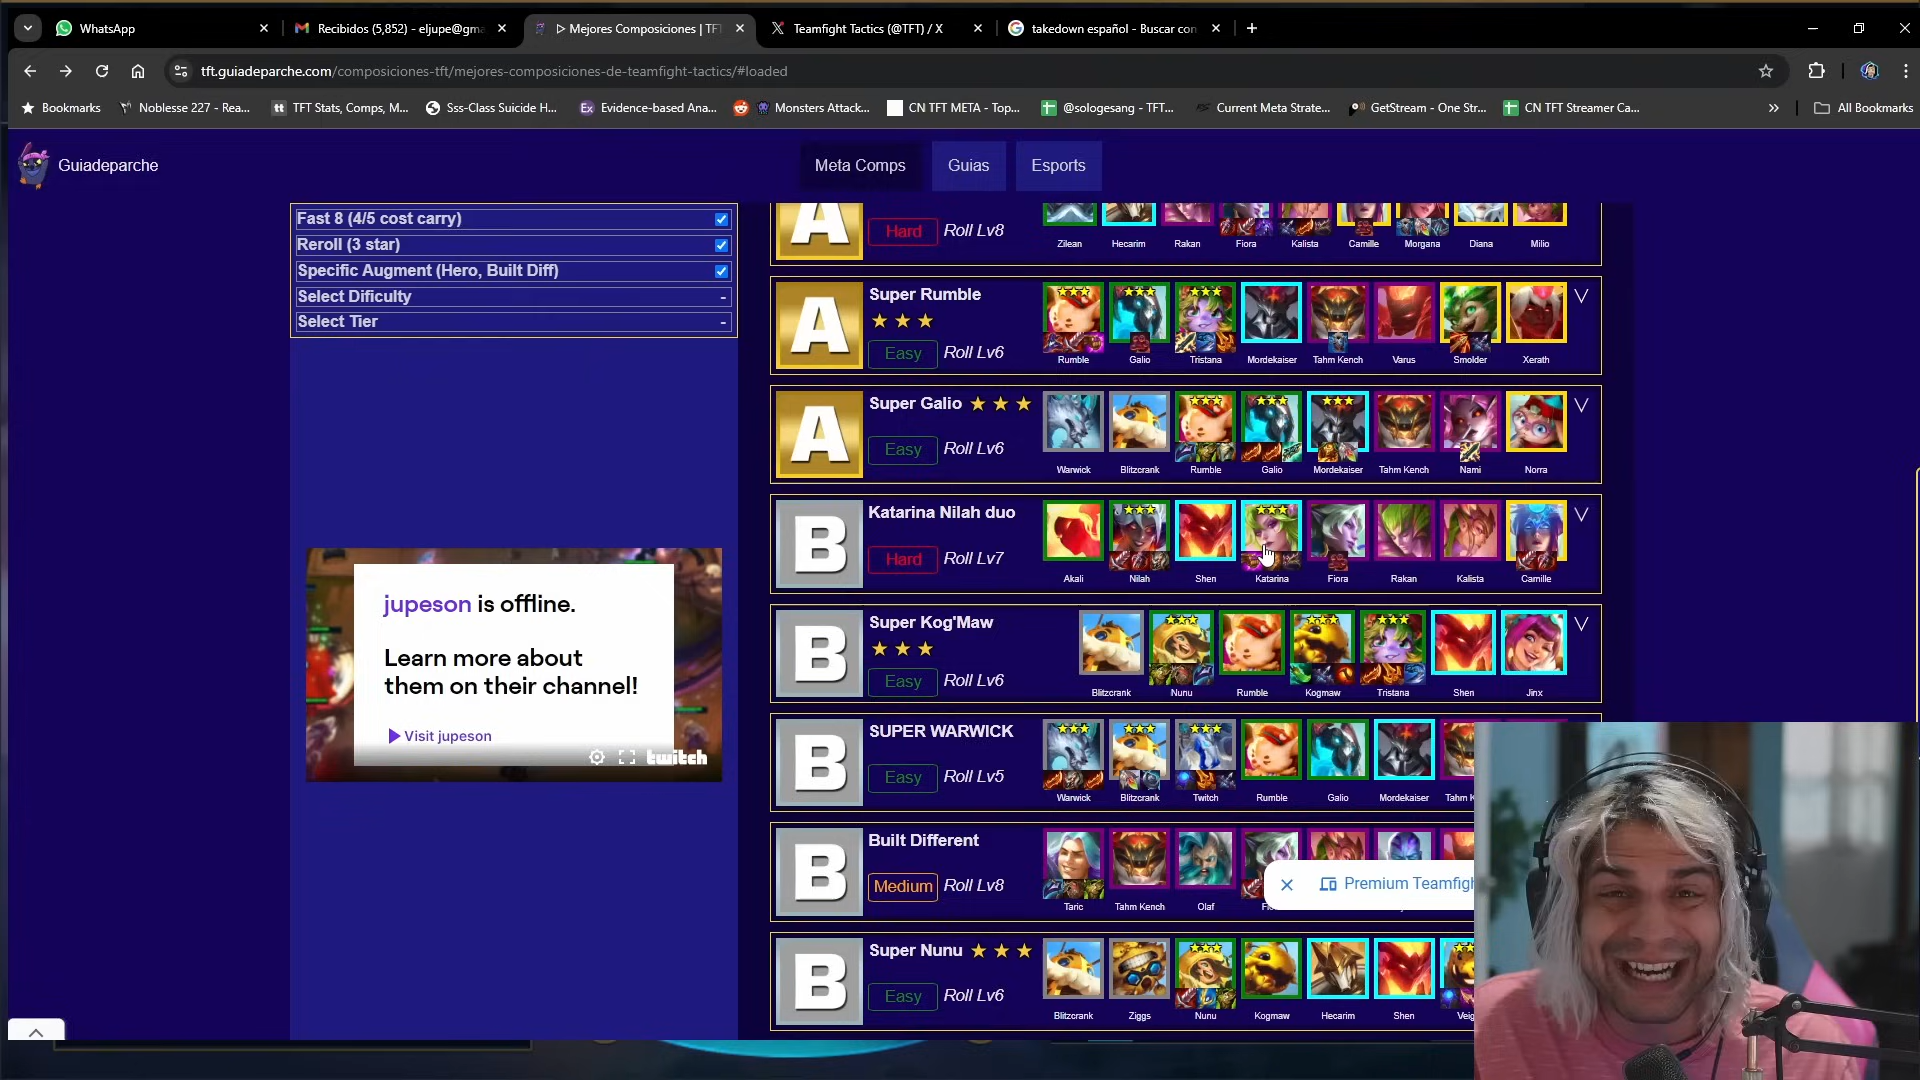 WhatsApp
Recibidos (5,852) - eljupe@gma
▷ Mejores Composiciones | TFT
Teamfight Tactics (@TFT) / X
takedown español - Buscar con
tft.guiadeparche.com/composiciones-tft/mejores-composiciones-de-teamfight-tactics/#loaded
Bookmarks
Noblesse 227 - Rea...
TFT Stats, Comps, M...
Sss-Class Suicide H...
Evidence-based Ana...
Monsters Attack...
CN TFT META - Top...
@sologesang - TFT...
Current Meta Strate...
GetStream - One Str...
CN TFT Streamer Ca...
»
All Bookmarks
Guiadeparche
Meta Comps
Guias
Esports
Fast 8 (4/5 cost carry)
Reroll (3 star)
Specific Augment (Hero, Built Diff)
Select Dificulty -
Select Tier -
jupeson is offline.
Learn more about
them on their channel!
Visit jupeson
twitch
A
Hard Roll Lv8
Zilean Hecarim Rakan Fiora Kalista Camille Morgana Diana Milio
A
Super Rumble
★ ★ ★
Easy Roll Lv6
Rumble Galio Tristana Mordekaiser Tahm Kench Varus Smolder Xerath
A
Super Galio ★ ★ ★
Easy Roll Lv6
Warwick Blitzcrank Rumble Galio Mordekaiser Tahm Kench Nami Norra
B
Katarina Nilah duo
Hard Roll Lv7
Akali Nilah Shen Katarina Fiora Rakan Kalista Camille
B
Super Kog'Maw
★ ★ ★
Easy Roll Lv6
Blitzcrank Nunu Rumble Kogmaw Tristana Shen Jinx
B
SUPER WARWICK
Easy Roll Lv5
Warwick Blitzcrank Twitch Rumble Galio Mordekaiser Tahm K
B
Built Different
Medium Roll Lv8
Taric Tahm Kench Olaf
Premium Teamfigh
B
Super Nunu ★ ★ ★
Easy Roll Lv6
Blitzcrank Ziggs Nunu Kogmaw Hecarim Shen Veig